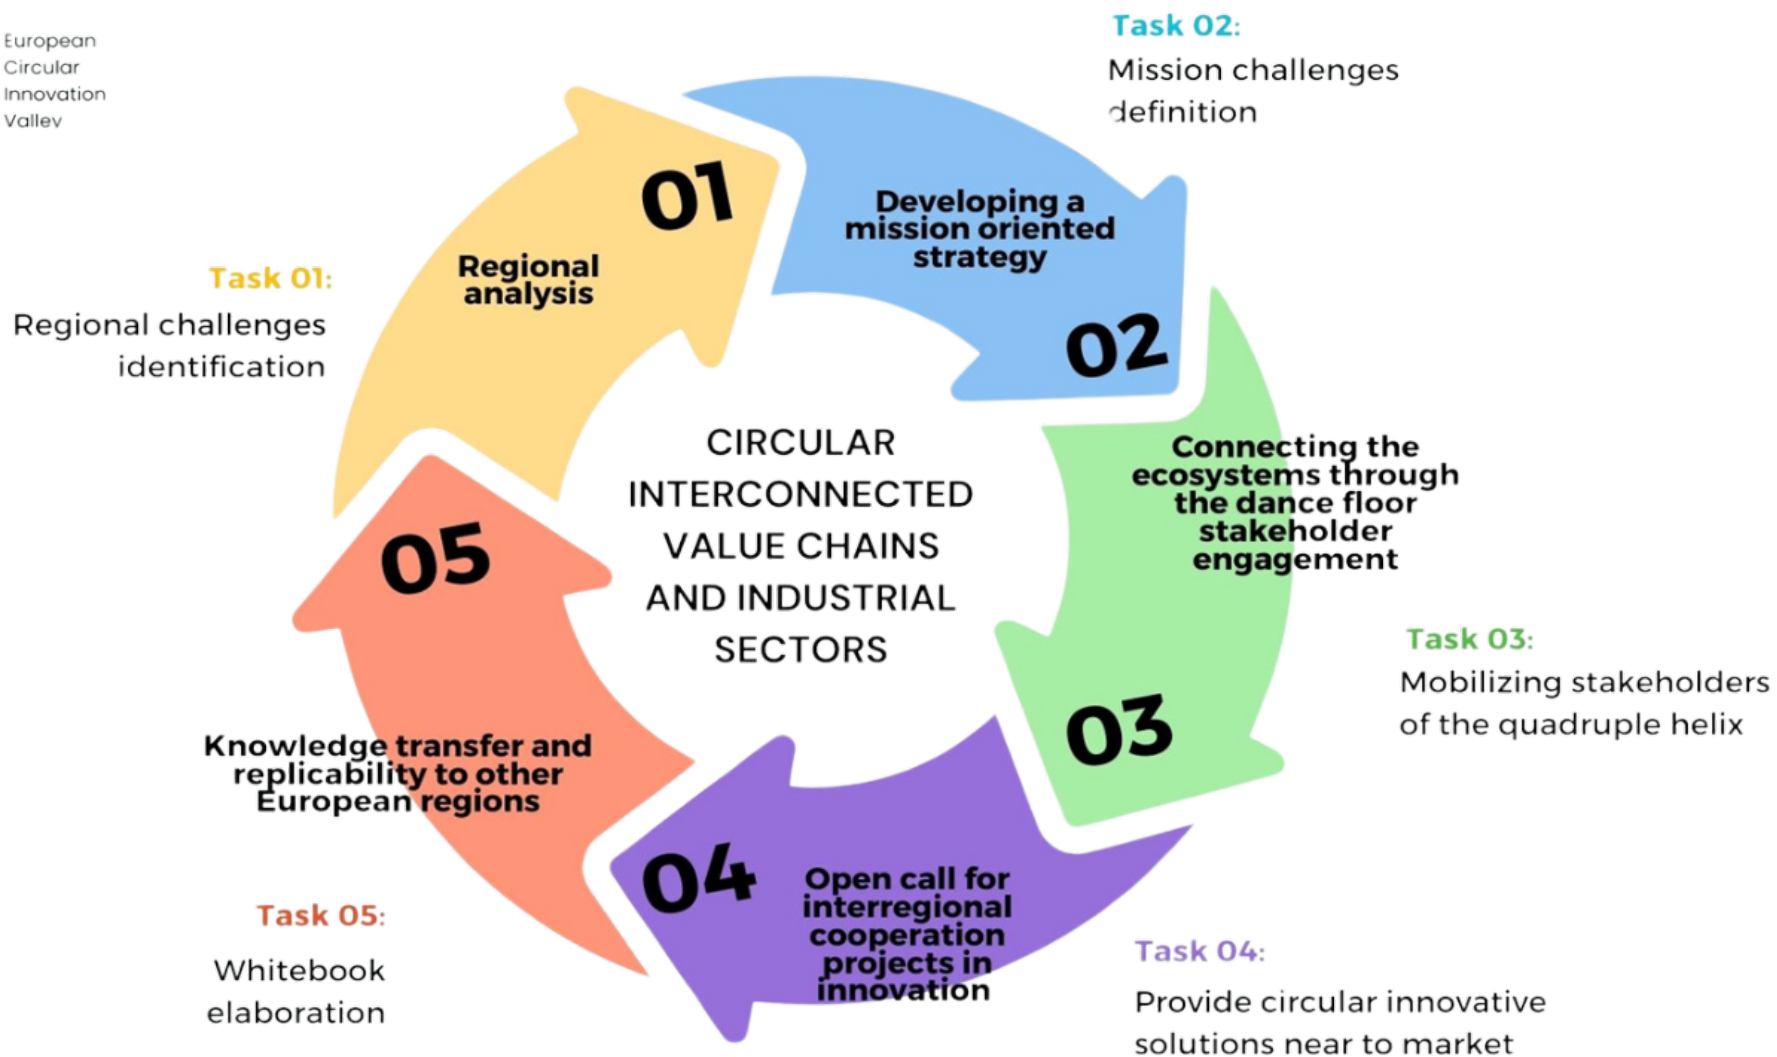 European
Circular
Innovation
Valley
Task 01:
Regional challenges
identification
01
Regional
analysis
Task 02:
Mission challenges
definition
Developing a
mission oriented
strategy
02
Connecting the
ecosystems through
the dance floor
stakeholder
engagement
03
Task 03:
Mobilizing stakeholders
of the quadruple helix
04
Open call for
interregional
cooperation
projects in
innovation
Task 04:
Provide circular innovative
solutions near to market
05
Knowledge transfer and
replicability to other
European regions
Task 05:
Whitebook
elaboration
CIRCULAR
INTERCONNECTED
VALUE CHAINS
AND INDUSTRIAL
SECTORS